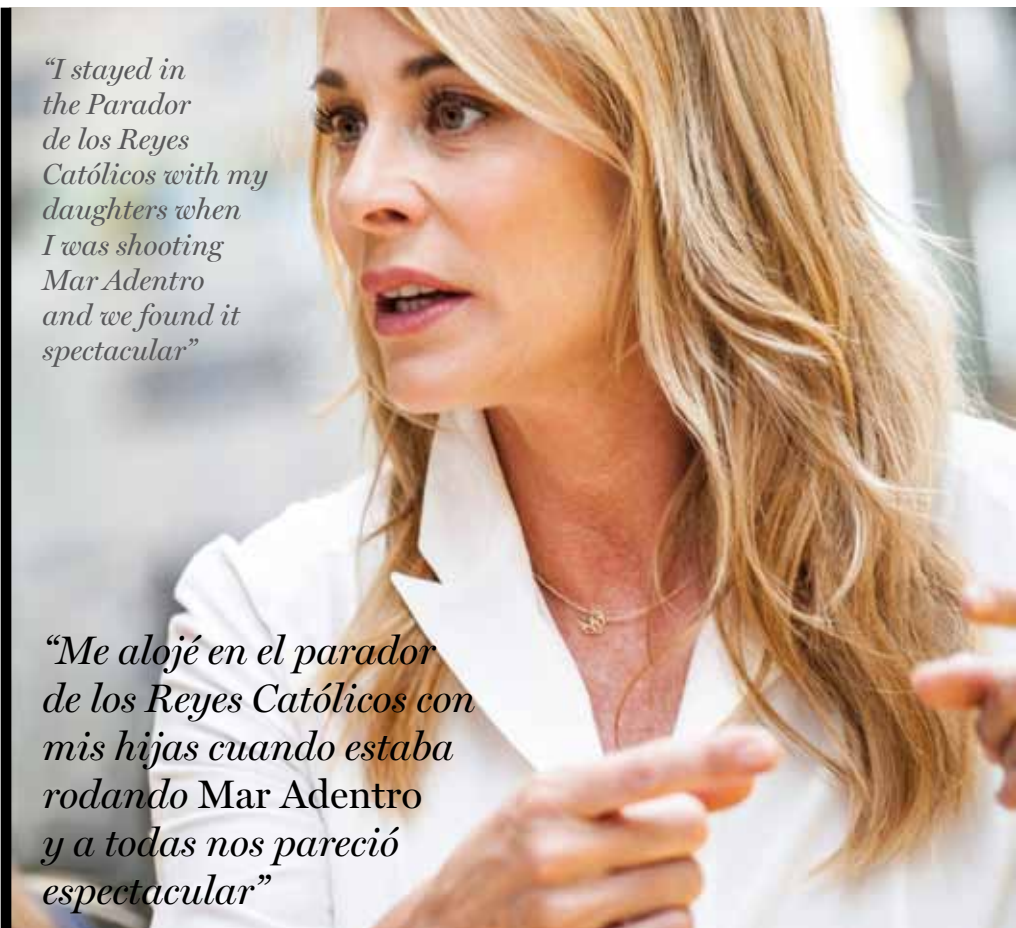 “I stayed in
the Parador
de los Reyes
Católicos with my
daughters when
I was shooting
Mar Adentro
and we found it
spectacular”
“Me alojé en el parador
de los Reyes Católicos con
mis hijas cuando estaba
rodando Mar Adentro
y a todas nos pareció
espectacular”